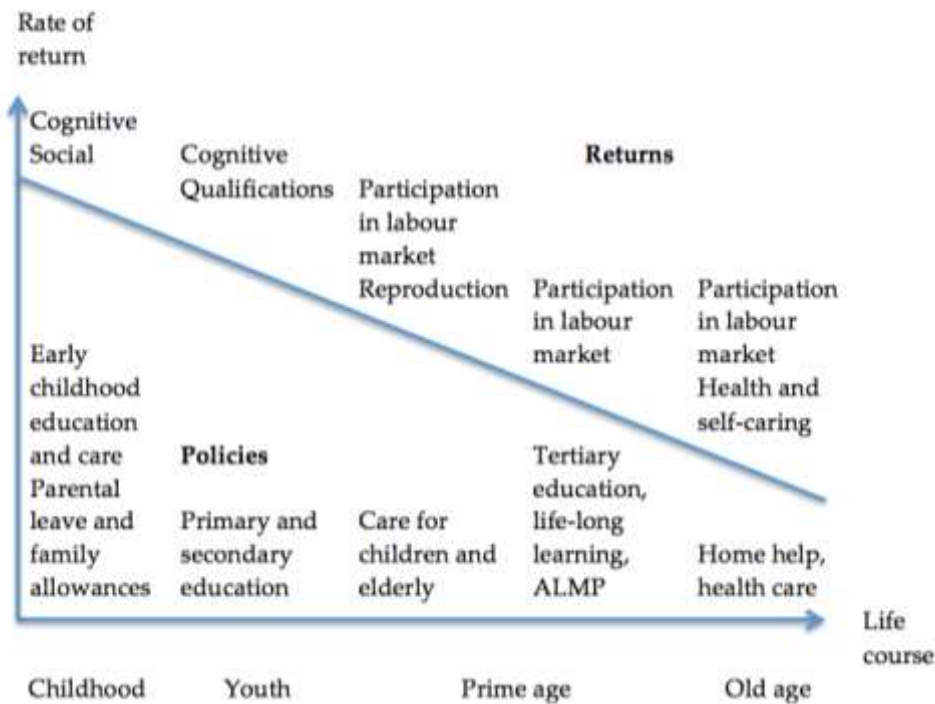 Rate of
return
Cognitive
Social
Cognitive
Qualifications
Returns
Participation
in labour
market
Reproduction
Participation
in labour
market
Participation
in labour
market
Health and
self-caring
Early
childhood
education
and care
Parental
leave and
family
allowances
Policies
Primary and
secondary
education
Care for
children and
elderly
Tertiary
education,
life-long
learning,
ALMP
Home help,
health care
Life
course
Childhood
Youth
Prime age
Old age